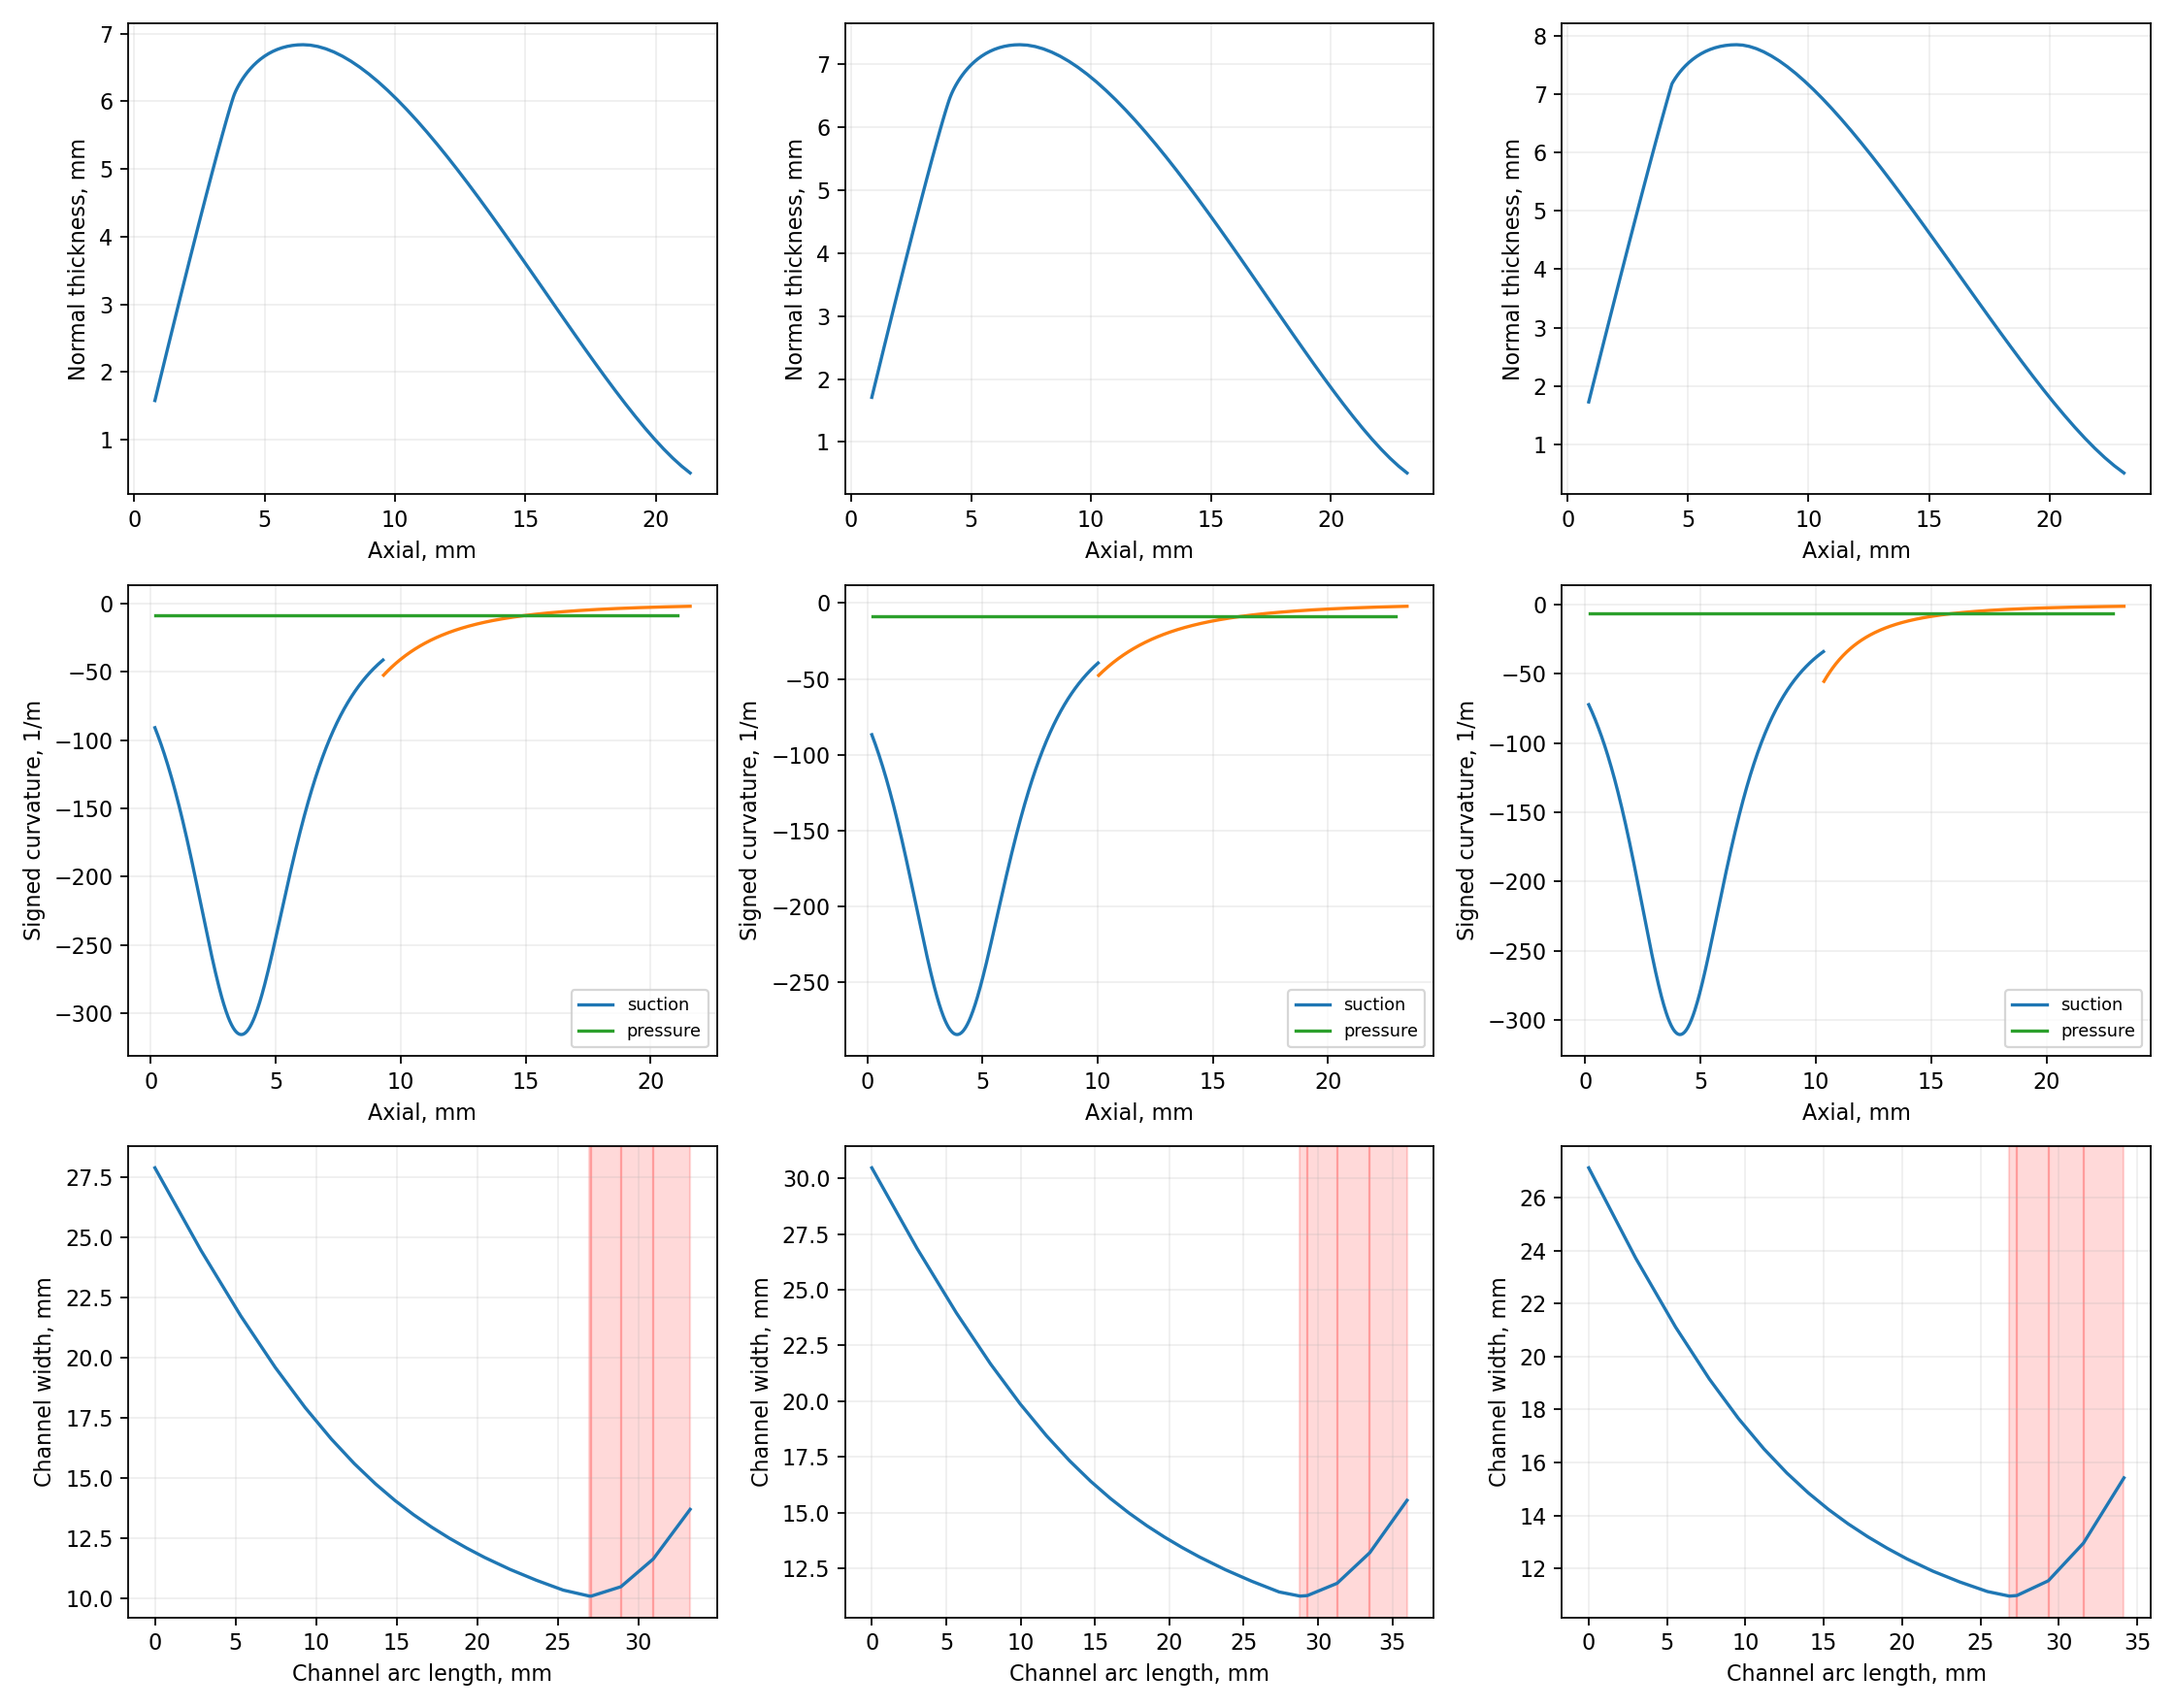 Normal thickness, mm
7
6
5
4
3
2
1
0 5 10 15 20
Axial, mm
Normal thickness, mm
7
6
5
4
3
2
1
0 5 10 15 20
Axial, mm
Normal thickness, mm
8
7
6
5
4
3
2
1
0 5 10 15 20
Axial, mm
Signed curvature, 1/m
0
−50
−100
−150
−200
−250
−300
suction
pressure
0 5 10 15 20
Axial, mm
Signed curvature, 1/m
0
−50
−100
−150
−200
−250
suction
pressure
0 5 10 15 20
Axial, mm
Signed curvature, 1/m
0
−50
−100
−150
−200
−250
−300
suction
pressure
0 5 10 15 20
Axial, mm
Channel width, mm
27.5
25.0
22.5
20.0
17.5
15.0
12.5
10.0
0 5 10 15 20 25 30
Channel arc length, mm
Channel width, mm
30.0
27.5
25.0
22.5
20.0
17.5
15.0
12.5
0 5 10 15 20 25 30 35
Channel arc length, mm
Channel width, mm
26
24
22
20
18
16
14
12
0 5 10 15 20 25 30 35
Channel arc length, mm